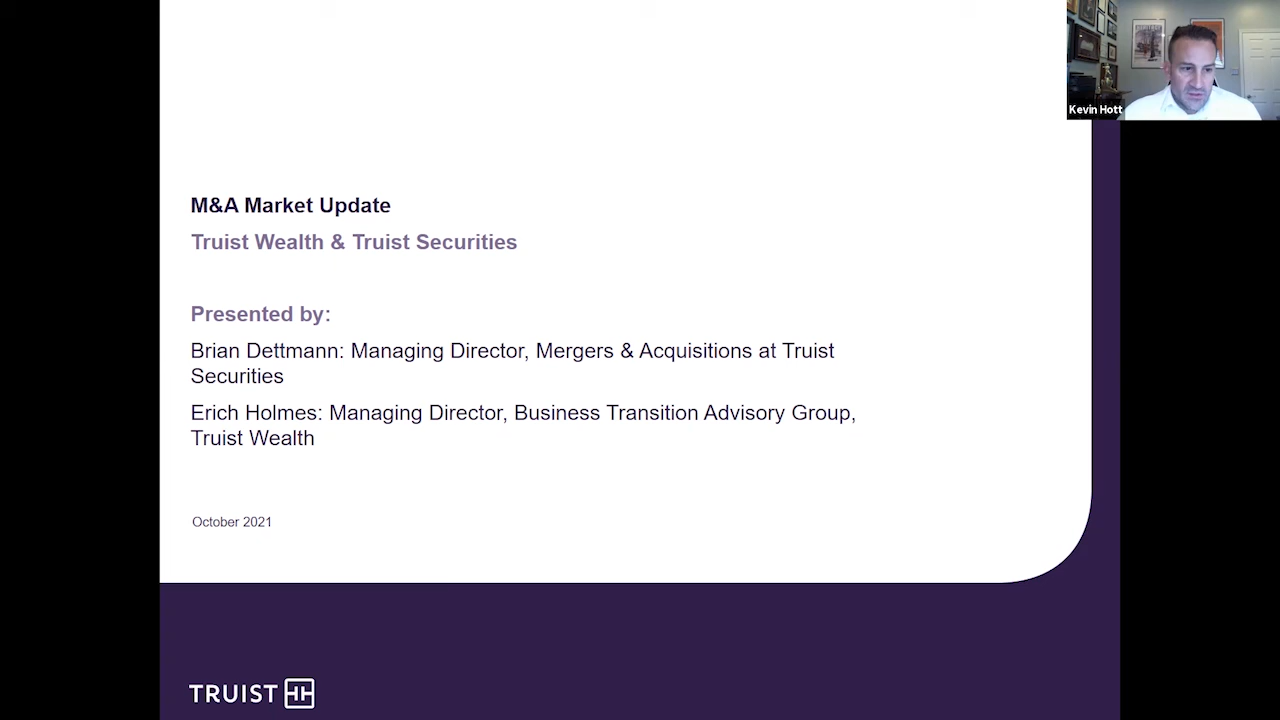 Kevin Hott
M&A Market Update
Truist Wealth & Truist Securities
Presented by:
Brian Dettmann: Managing Director, Mergers & Acquisitions at Truist
Securities
Erich Holmes: Managing Director, Business Transition Advisory Group,
Truist Wealth
October 2021
TRUIST